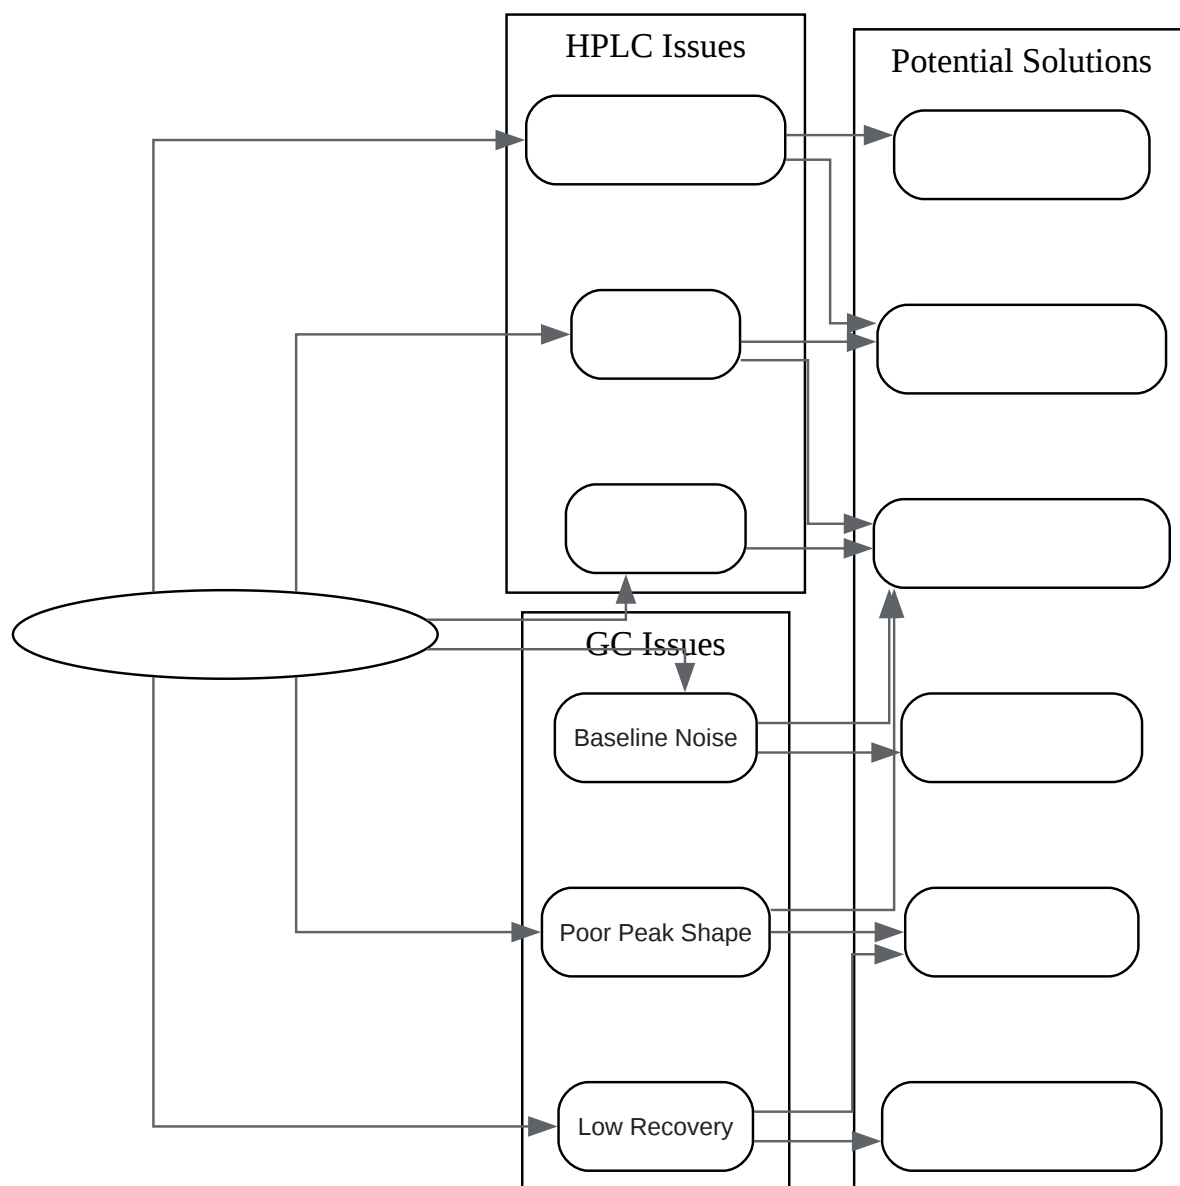 HPLC Issues
Potential Solutions
GC Issues
Baseline Noise
Poor Peak Shape
Low Recovery